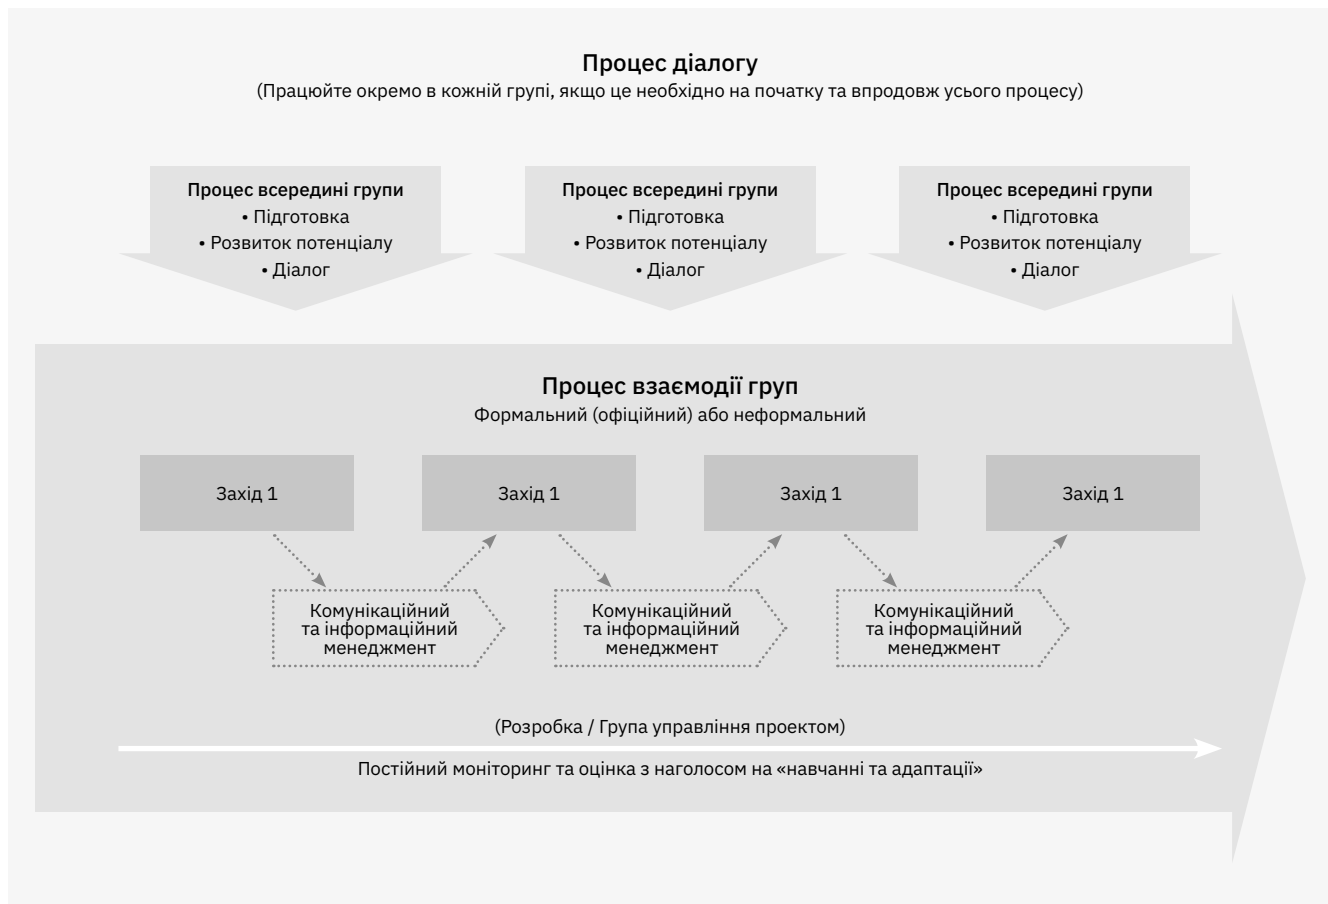 Процес діалогу
(Працюйте окремо в кожній групі, якщо це необхідно на початку та впродовж усього процесу)
Процес всередині групи
• Підготовка
• Розвиток потенціалу
• Діалог
Процес всередині групи
• Підготовка
• Розвиток потенціалу
• Діалог
Процес всередині групи
• Підготовка
• Розвиток потенціалу
• Діалог
Процес взаємодії груп
Формальний (офіційний) або неформальний
Захід 1
Захід 1
Захід 1
Захід 1
Комунікаційний
та інформаційний
менеджмент
Комунікаційний
та інформаційний
менеджмент
Комунікаційний
та інформаційний
менеджмент
(Розробка / Група управління проектом)
Постійний моніторинг та оцінка з наголосом на «навчанні та адаптації»